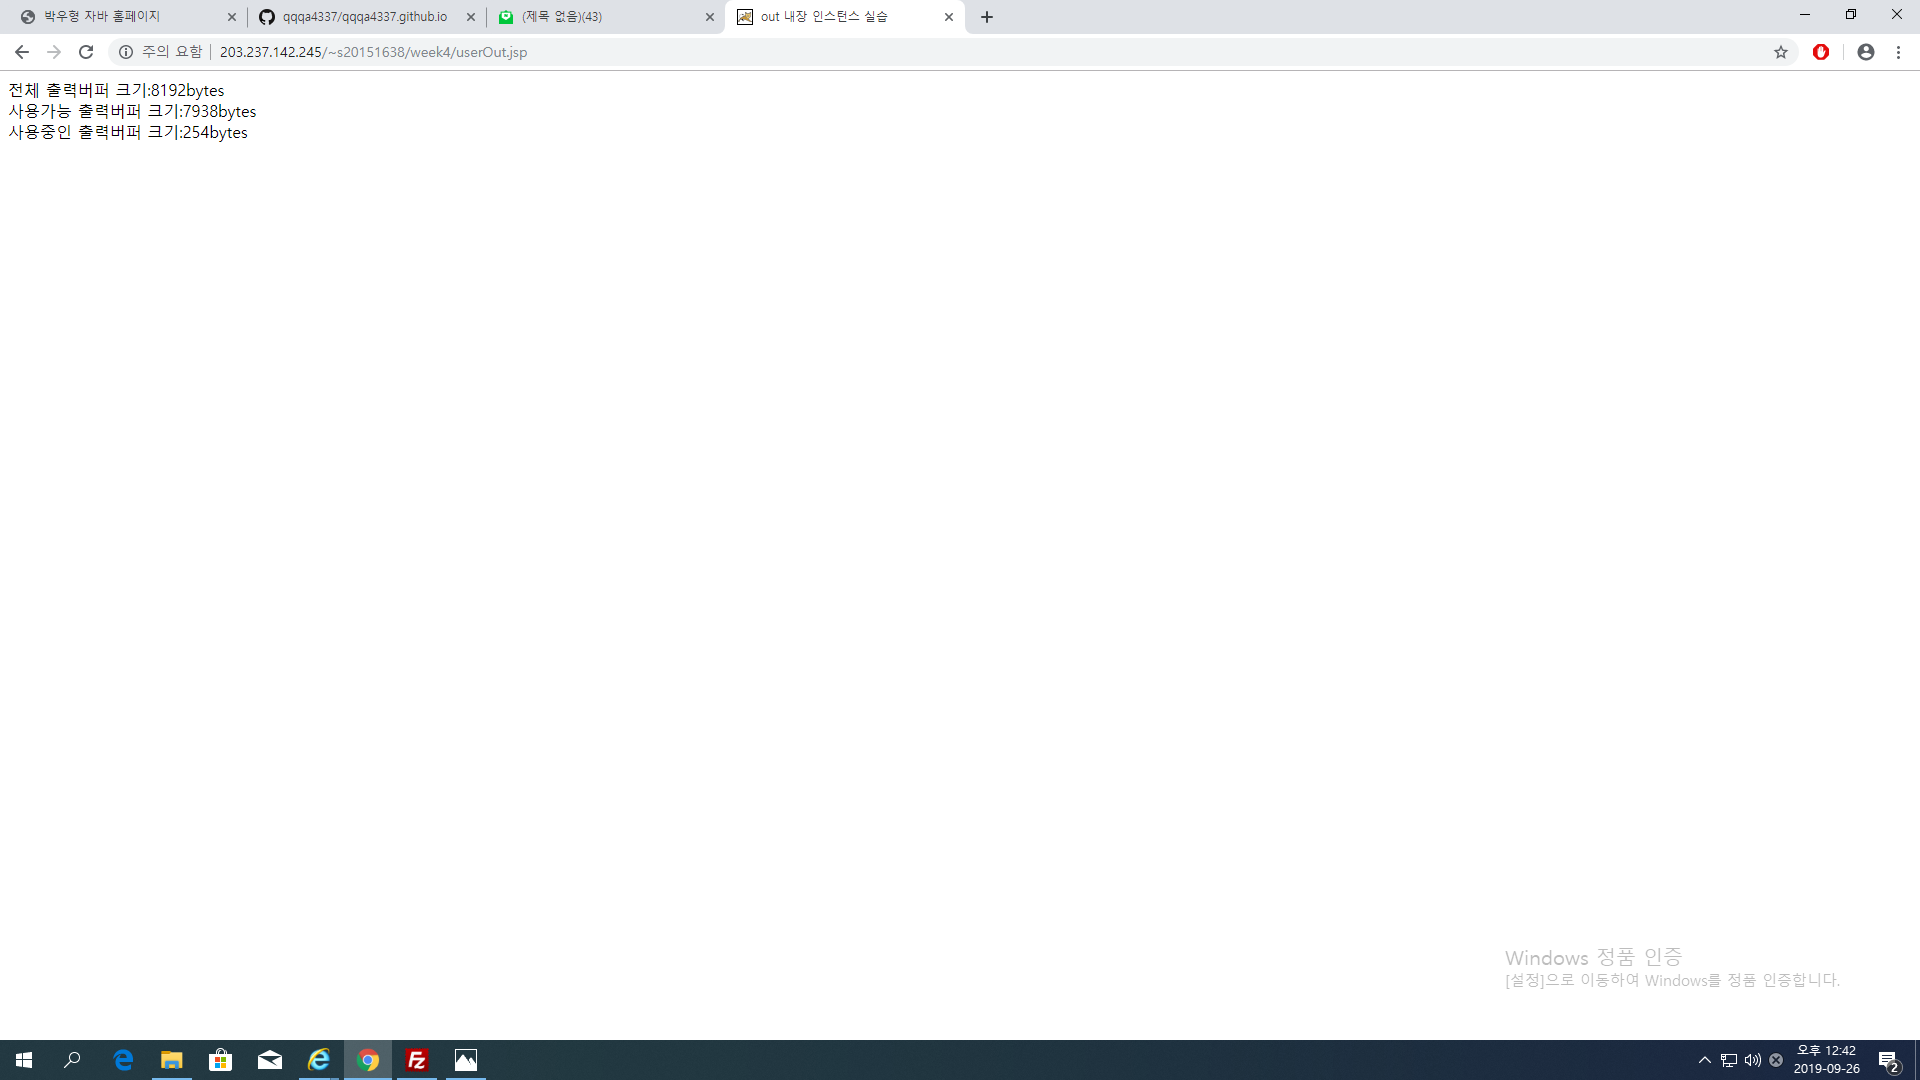 박우형 자바 홈페이지
qqqa4337/qqqa4337.github.io
(제목 없음)(43)
out 내장 인스턴스 실습
주의 요함 | 203.237.142.245/~s20151638/week4/userOut.jsp
전체 출력버퍼 크기:8192bytes
사용가능 출력버퍼 크기:7938bytes
사용중인 출력버퍼 크기:254bytes
Windows 정품 인증
[설정]으로 이동하여 Windows를 정품 인증합니다.
오후 12:42
2019-09-26
2